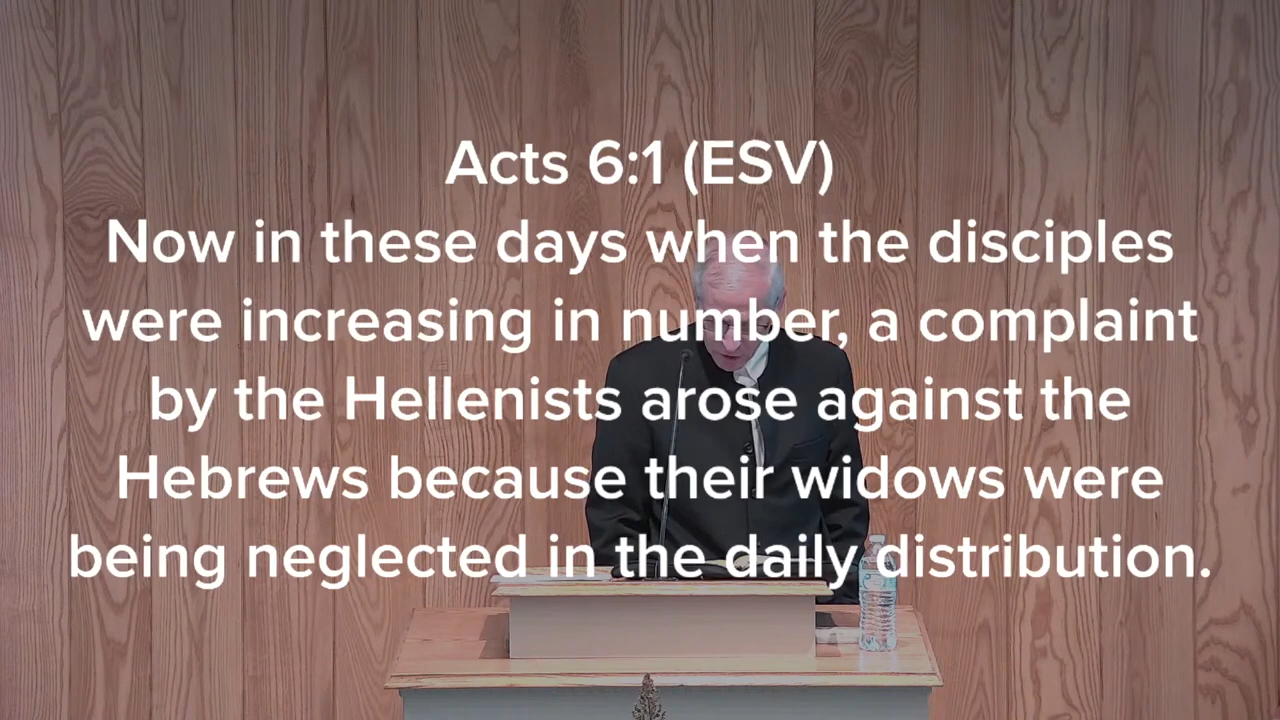 Acts 6:1 (ESV)
Now in these days when the disciples
were increasing in number, a complaint
by the Hellenists arose against the
Hebrews because their widows were
being neglected in the daily distribution.